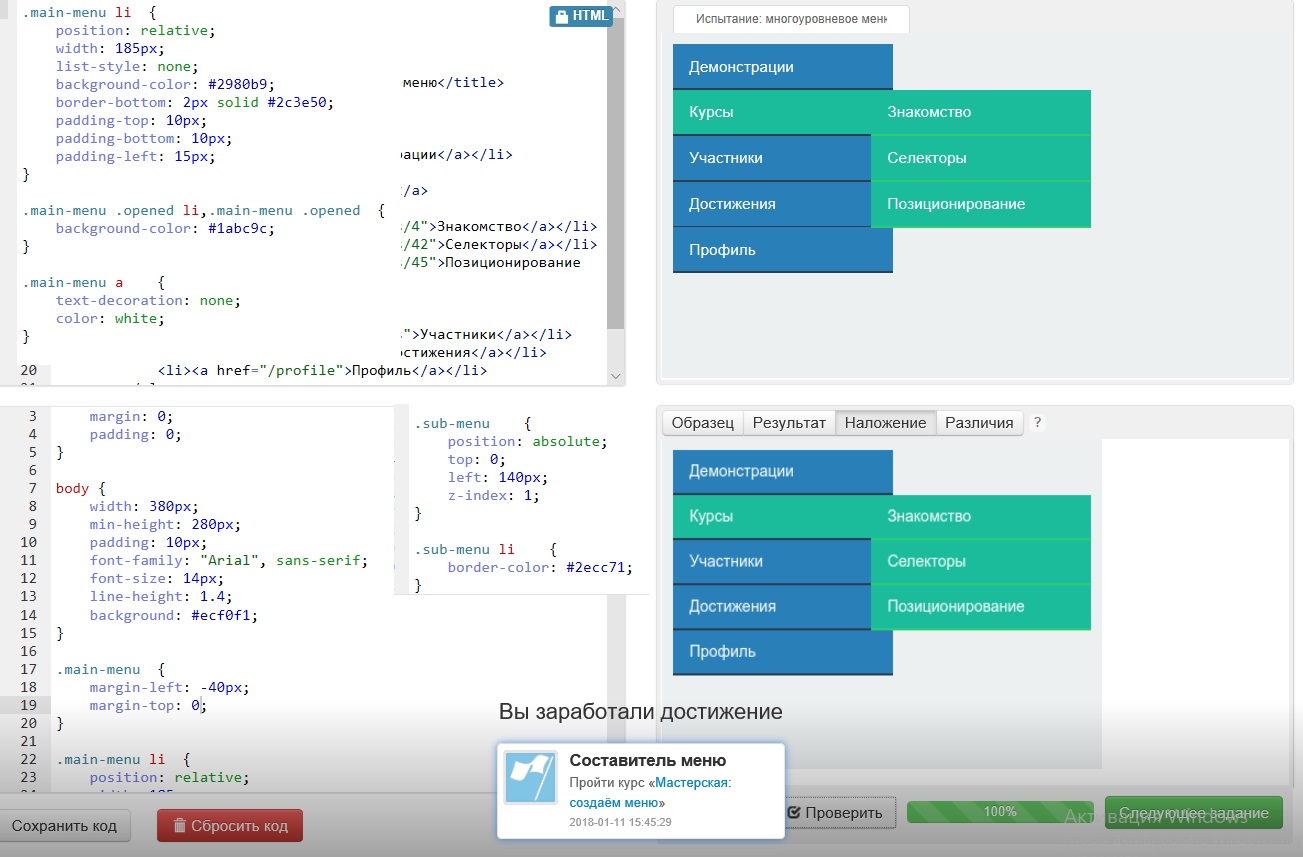 .main-menu li  {
    position: relative;
    width: 185px;
    list-style: none;
    background-color: #2980b9;
    border-bottom: 2px solid #2c3e50;
    padding-top: 10px;
    padding-bottom: 10px;
    padding-left: 15px;
}
.main-menu .opened li,.main-menu .opened  {
    background-color: #1abc9c;
}
.main-menu a    {
    text-decoration: none;
    color: white;
}
HTML
меню</title>
ации</a></li>
/a>
/4">Знакомство</a></li>
/42">Селекторы</a></li>
/45">Позиционирование
">Участники</a></li>
остижения</a></li>
20 <li><a href="/profile">Профиль</a></li>
Испытание: многоуровневое мен
Демонстрации
Курсы Знакомство
Участники Селекторы
Достижения Позиционирование
Профиль
3     margin: 0;
4     padding: 0;
5 }
6
7 body {
8     width: 380px;
9     min-height: 280px;
10     padding: 10px;
11     font-family: "Arial", sans-serif;
12     font-size: 14px;
13     line-height: 1.4;
14     background: #ecf0f1;
15 }
16
17 .main-menu  {
18     margin-left: -40px;
19     margin-top: 0;
20 }
21
22 .main-menu li  {
23     position: relative;
.sub-menu    {
    position: absolute;
    top: 0;
    left: 140px;
    z-index: 1;
}
.sub-menu li    {
    border-color: #2ecc71;
}
Образец Результат Наложение Различия ?
Демонстрации
Курсы Знакомство
Участники Селекторы
Достижения Позиционирование
Профиль
Вы заработали достижение
Составитель меню
Пройти курс «Мастерская:
создаём меню»
2018-01-11 15:45:29
Сохранить код Сбросить код Проверить 100% Следующее задание
Активация Windows